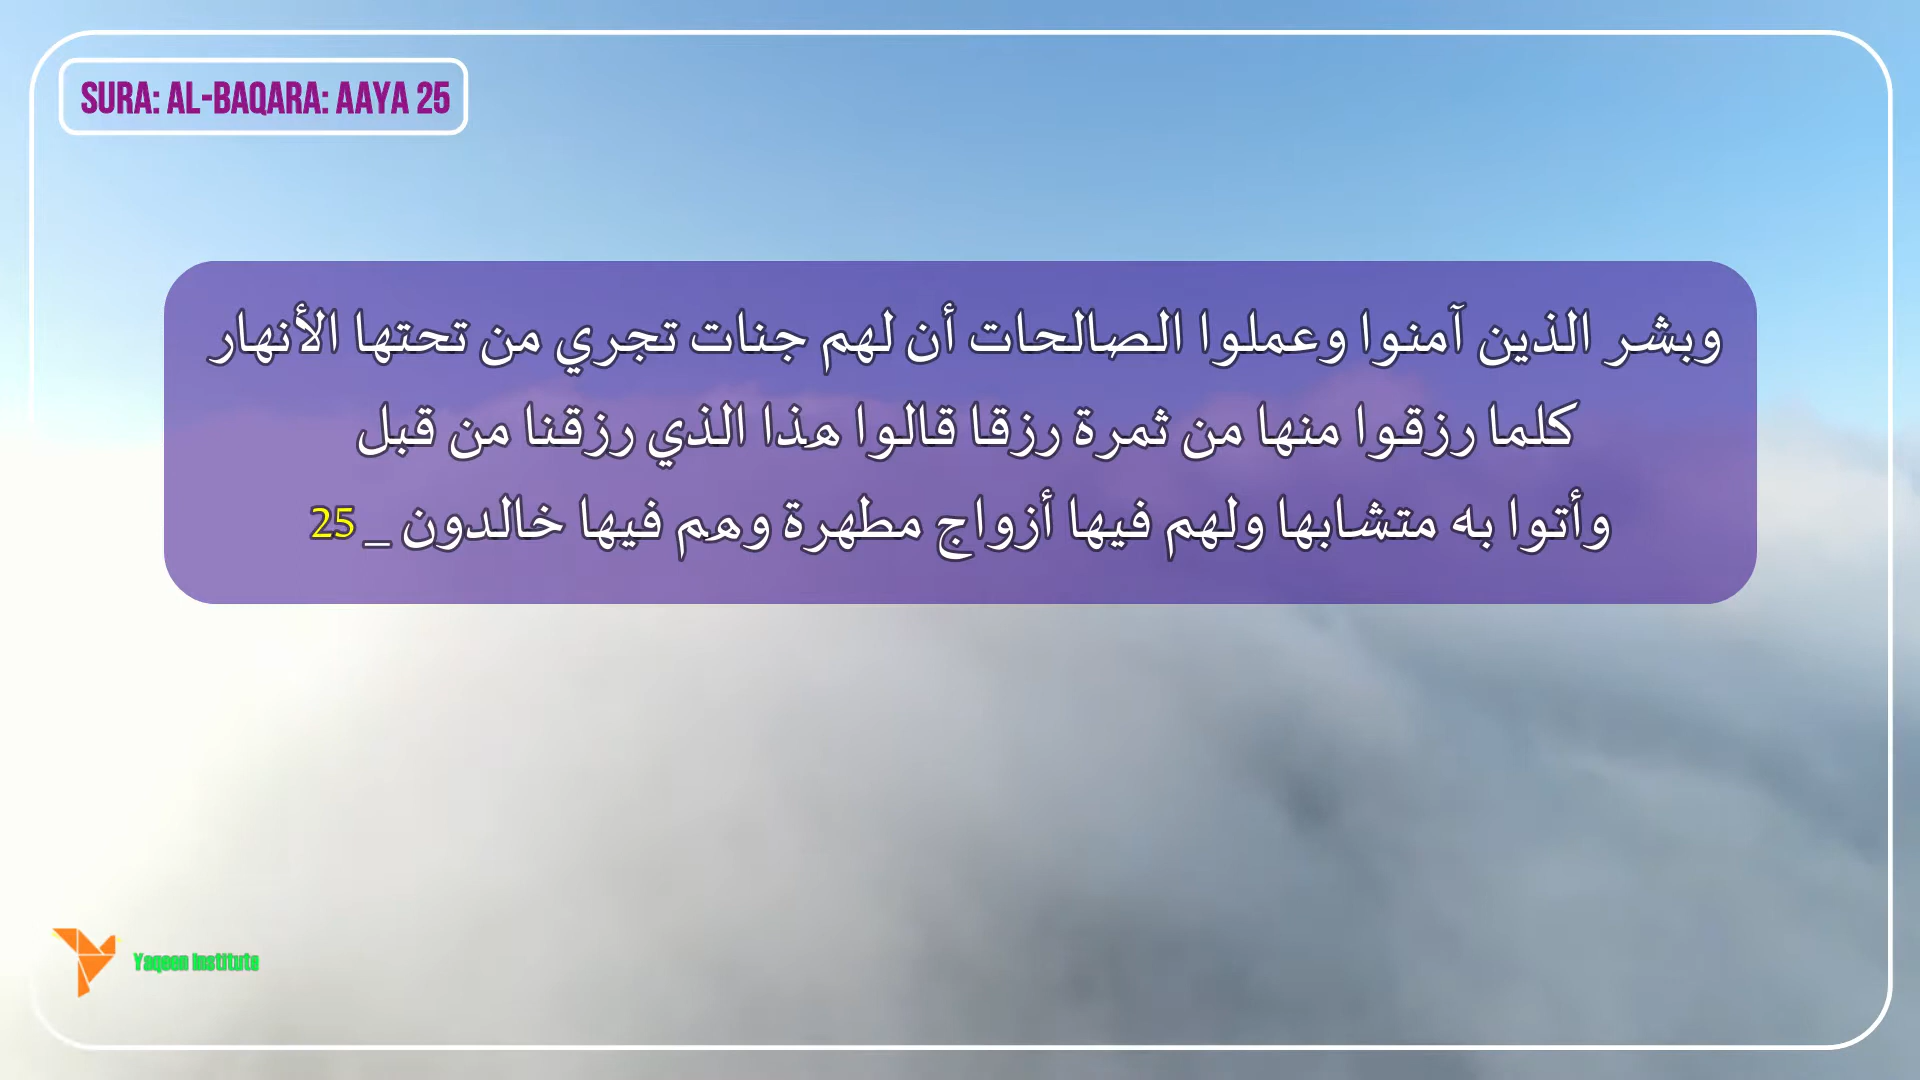 SURA: AL-BAQARA: AAYA 25
وبشر الذين آمنوا وعملوا الصالحات أن لهم جنات تجري من تحتها الأنهار
كلما رزقوا منها من ثمرة رزقا قالوا هذا الذي رزقنا من قبل
وأتوا به متشابها ولهم فيها أزواج مطهرة وهم فيها خالدون _ 25
Yaqeen Institute